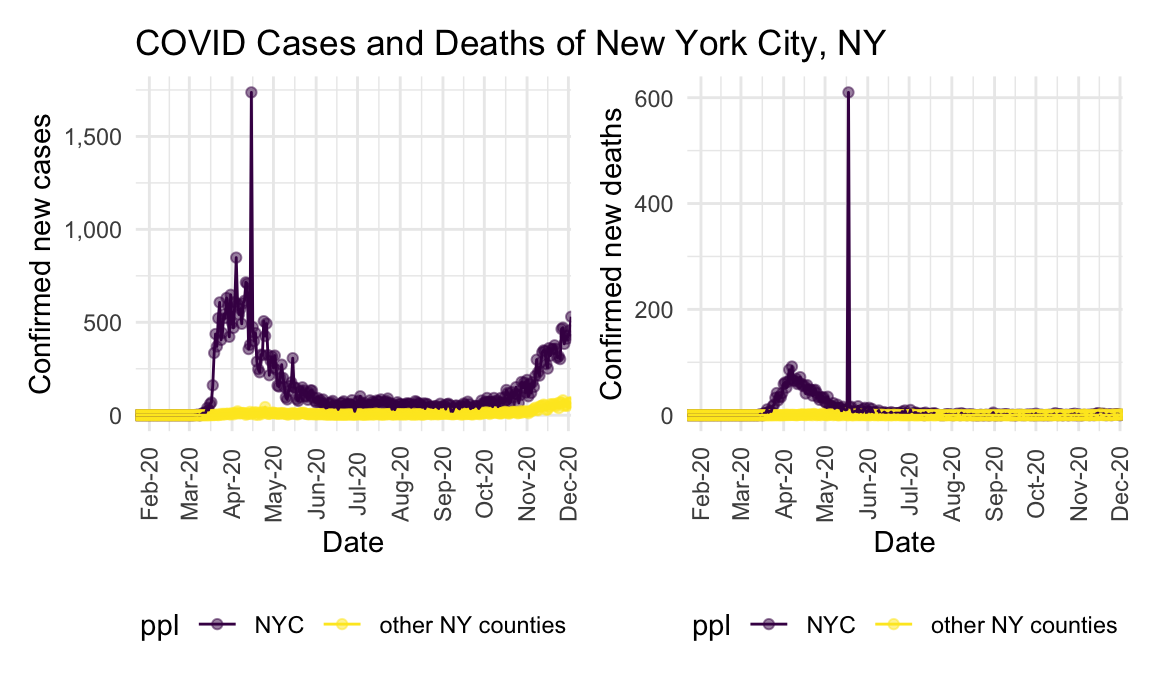 COVID Cases and Deaths of New York City, NY
Confirmed new cases
1,500
1,000
500
0
Feb-20
Mar-20
Apr-20
May-20
Jun-20
Jul-20
Aug-20
Sep-20
Oct-20
Nov-20
Dec-20
Date
ppl NYC other NY counties
Confirmed new deaths
600
400
200
0
Feb-20
Mar-20
Apr-20
May-20
Jun-20
Jul-20
Aug-20
Sep-20
Oct-20
Nov-20
Dec-20
Date
ppl NYC other NY counties